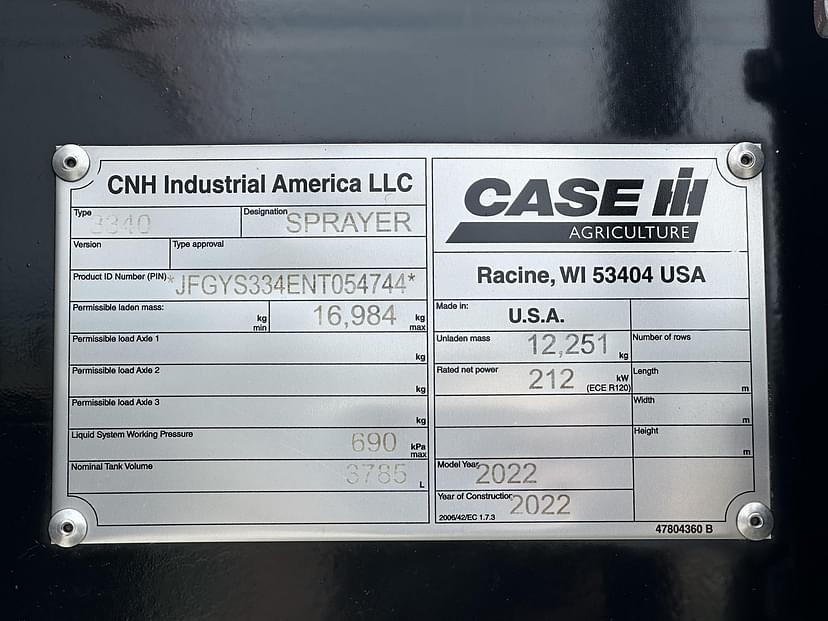 CNH Industrial America LLC
Type 3340 Designation SPRAYER
Version Type approval
Product ID Number (PIN) *JFGYS334ENT054744*
Permissible laden mass: kg min 16,984 kg max
Permissible load Axle 1 kg
Permissible load Axle 2 kg
Permissible load Axle 3 kg
Liquid System Working Pressure 690 kPa max
Nominal Tank Volume 3785 L
CASE IH
AGRICULTURE
Racine, WI 53404 USA
Made in: U.S.A.
Unladen mass 12,251 kg Number of rows
Rated net power 212 kW (ECE R120) Length m
Width m
Height m
Model Year 2022
Year of Construction 2022
2006/42/EC 1.7.3
47804360 B